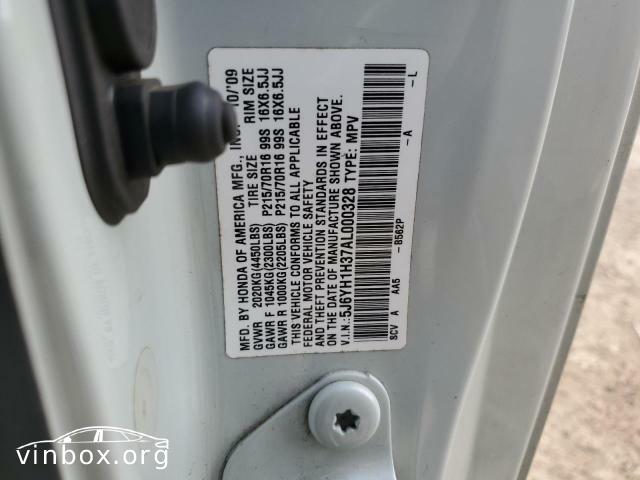 MFD. BY HONDA OF AMERICA MFG., IN 10/'09
GVWR 2020KG(4450LBS) TIRE SIZE RIM SIZE
GAWR F 1045KG(2300LBS) P215/70R16 99S 16X6.5JJ
GAWR R 1000KG(2205LBS) P215/70R16 99S 16X6.5JJ
THIS VEHICLE CONFORMS TO ALL APPLICABLE
FEDERAL MOTOR VEHICLE SAFETY
PREVENTION STANDARDS IN EFFECT
ON THE DATE OF MANUFACTURE SHOWN ABOVE.
V.I.N.:5J6YH1H37AL000328 TYPE: MPV
SCV A AA5 -B562P -A -L
vinbox.org